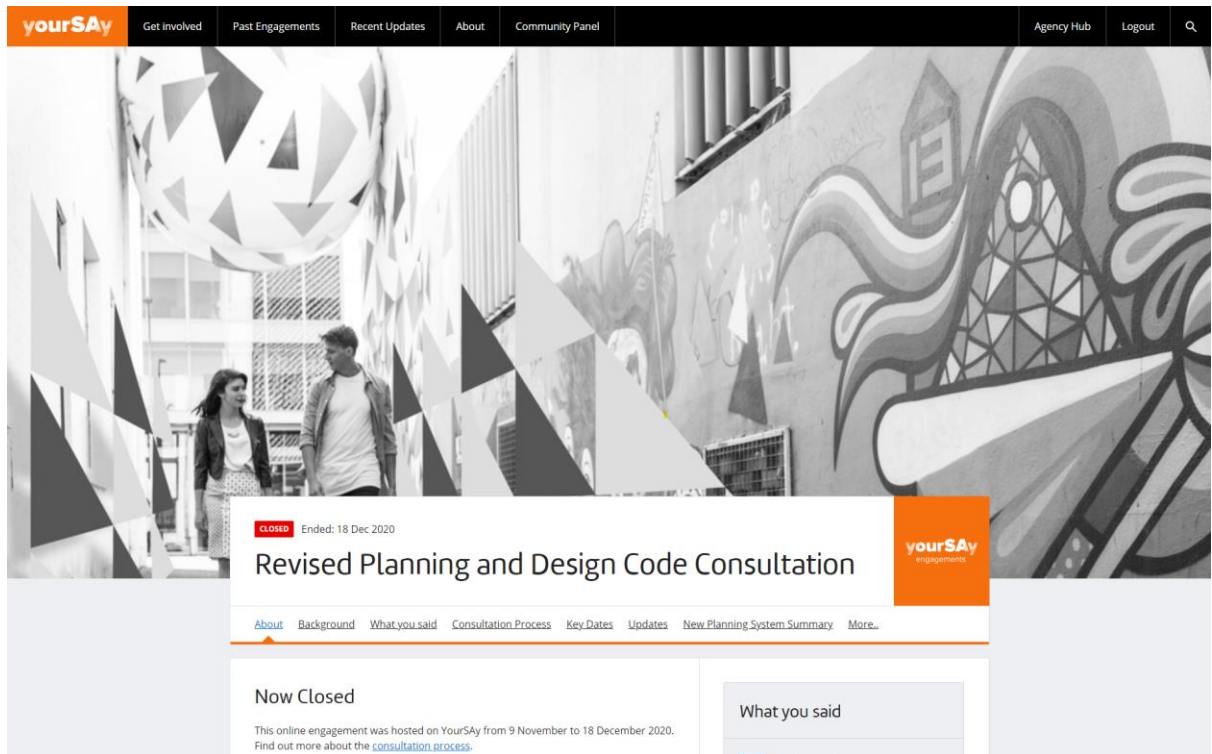 yourSAy Get involved Past Engagements Recent Updates About Community Panel Agency Hub Logout
13
CLOSED Ended: 18 Dec 2020
Revised Planning and Design Code Consultation
yourSAy
engagements
About Background What you said Consultation Process Key Dates Updates New Planning System Summary More..
Now Closed
This online engagement was hosted on YourSAy from 9 November to 18 December 2020.
Find out more about the consultation process.
What you said